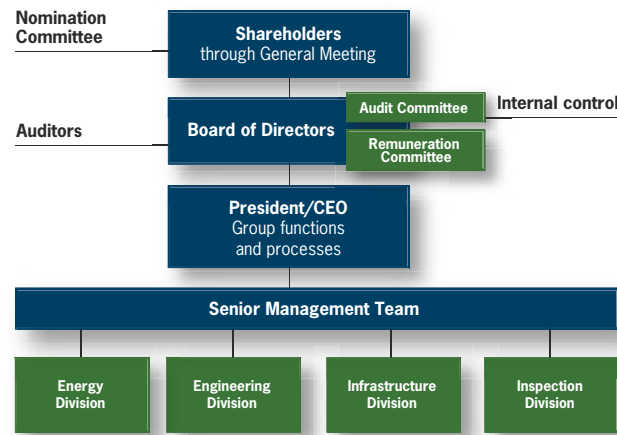 Nomination
Committee
Shareholders
through General Meeting
Auditors
Board of Directors
Audit Committee
Internal control
Remuneration
Committee
President/CEO
Group functions
and processes
Senior Management Team
Energy
Division
Engineering
Division
Infrastructure
Division
Inspection
Division